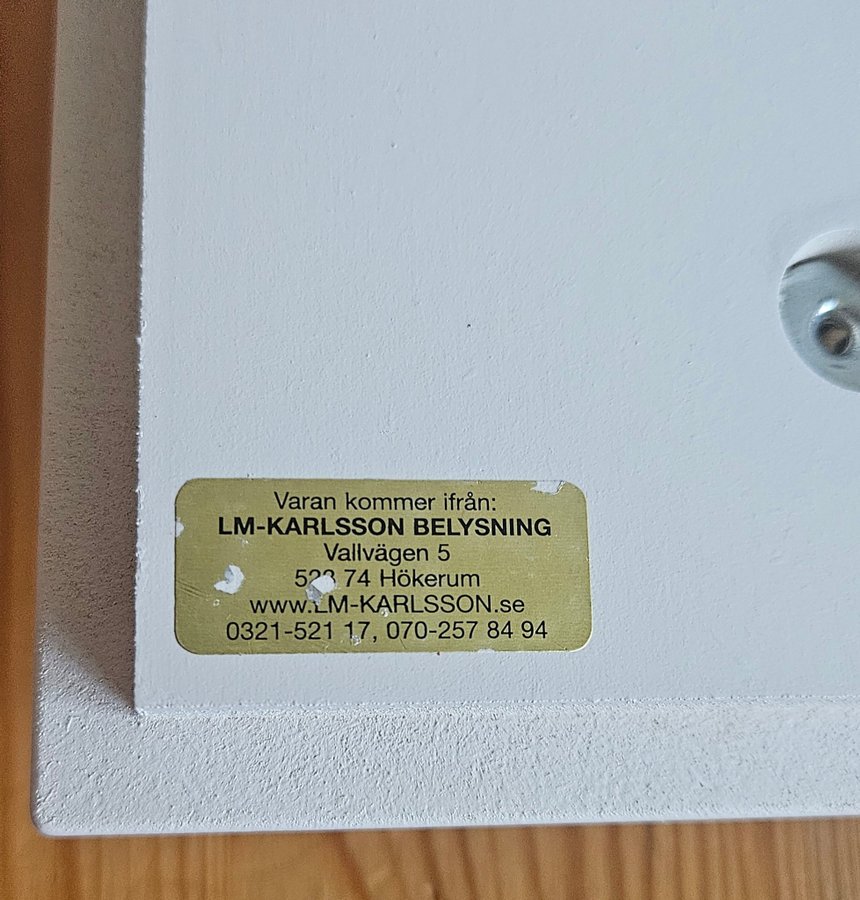 Varan kommer ifrån:
LM-KARLSSON BELYSNING
Vallvägen 5
74 Hökerum
www.LM-KARLSSON.se
0321-521 17, 070-257 84 94